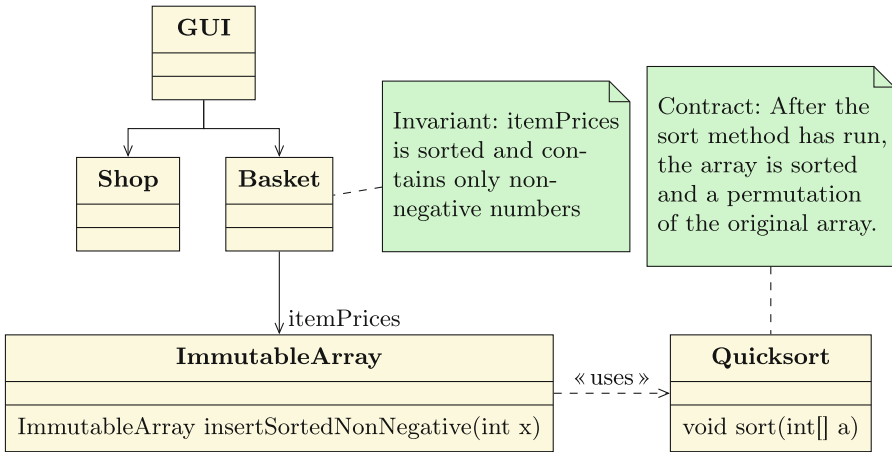 GUI
Shop
Basket
Invariant: itemPrices
is sorted and con-
tains only non-
negative numbers
Contract: After the
sort method has run,
the array is sorted
and a permutation
of the original array.
itemPrices
ImmutableArray
ImmutableArray insertSortedNonNegative(int x)
«uses»
Quicksort
void sort(int[] a)